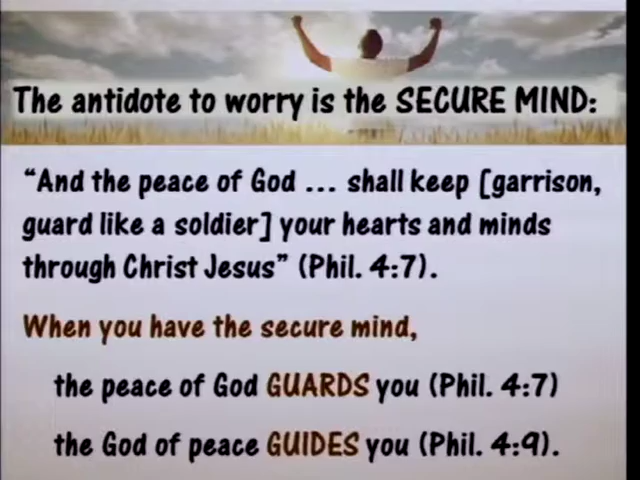 The antidote to worry is the SECURE MIND:
“And the peace of God ... shall keep [garrison,
guard like a soldier] your hearts and minds
through Christ Jesus” (Phil. 4:7).
When you have the secure mind,
the peace of God GUARDS you (Phil. 4:7)
the God of peace GUIDES you (Phil. 4:9).